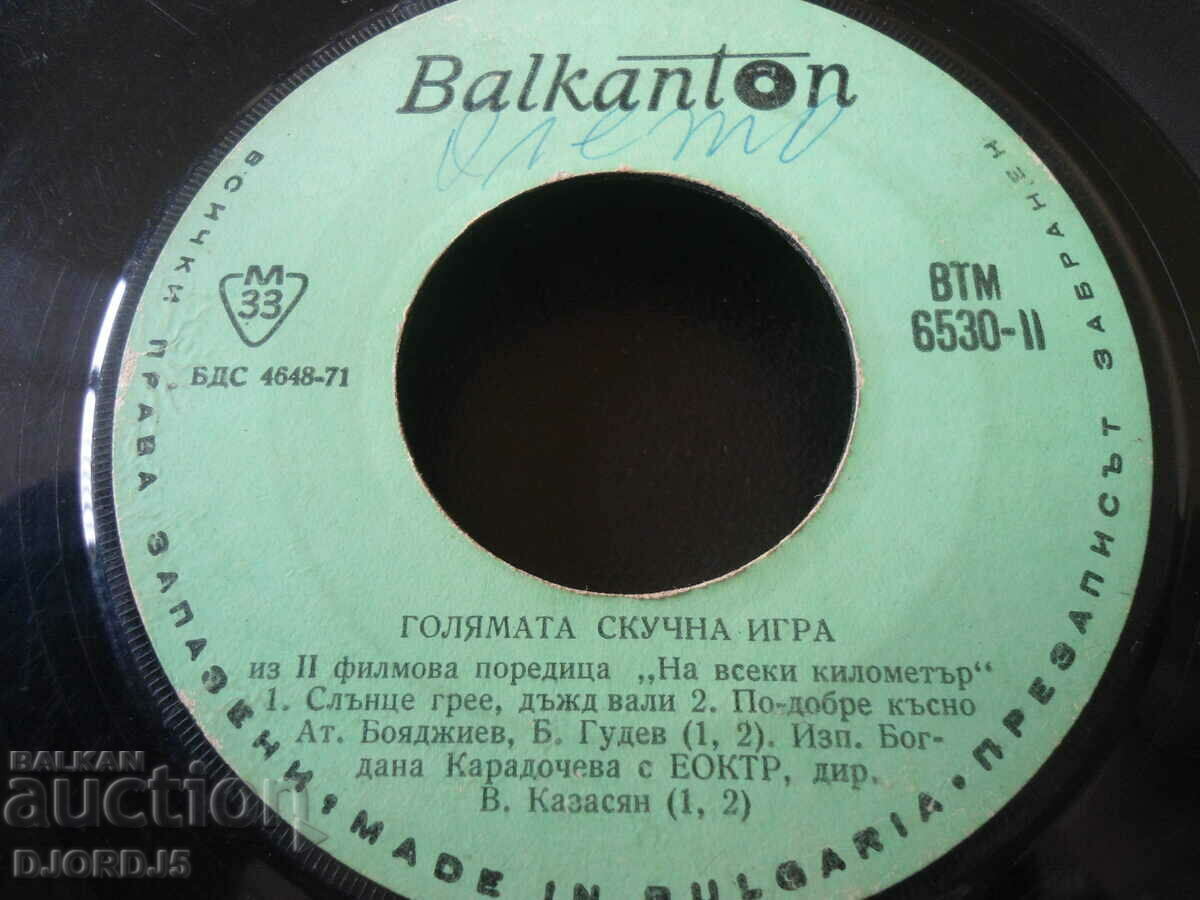 Balkanton
M
33
БДС 4648-71
ВТМ
6530-II
ГОЛЯМАТА СКУЧНА ИГРА
из II филмова поредица „На всеки километър“
1. Слънце грее, дъжд вали 2. По-добре късно
Ат. Бояджиев, Б. Гудев (1, 2). Изп. Бог-
дана Карадочева с ЕОКТР, дир.
В. Казасян (1, 2)
ВСИЧКИ ПРАВА ЗАПАЗЕНИ. MADE IN BULGARIA. ПРЕЗАПИСЪТ ЗАБРАНЕН
BALKAN
auction
DJORDJ5